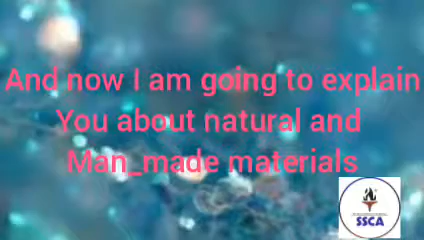 And now I am going to explain
You about natural and
Man_made materials
SSCA